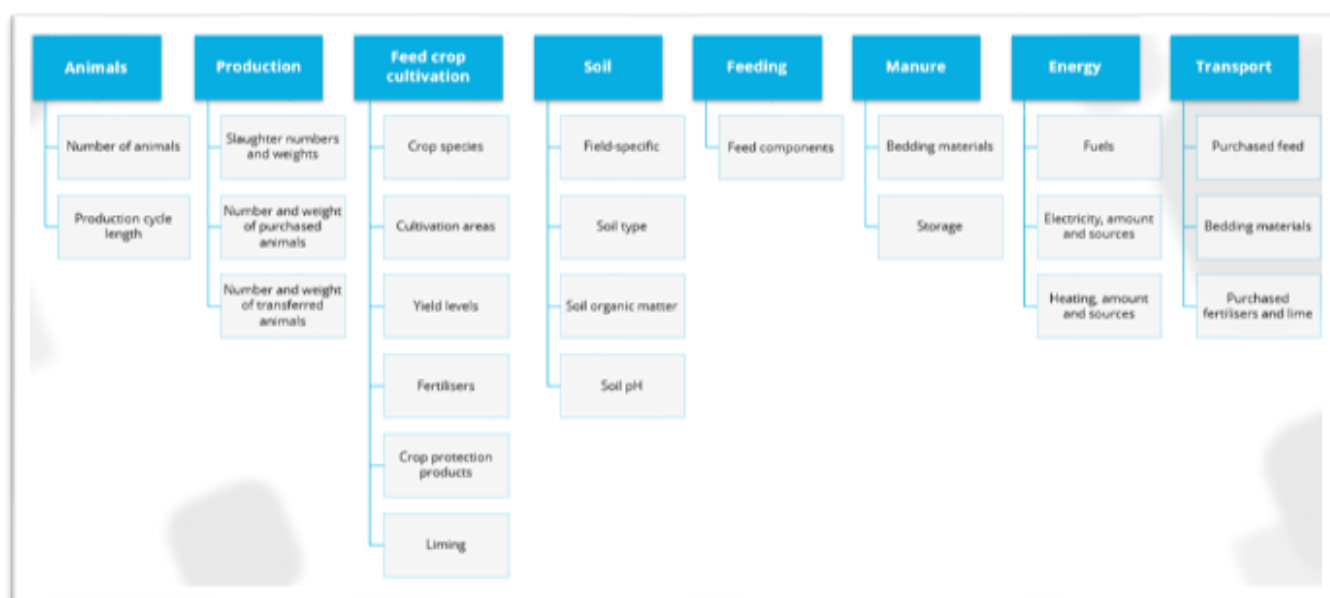 Animals
Number of animals
Production cycle
length
Production
Slaughter numbers
and weights
Number and weight
of purchased
animals
Number and weight
of transferred
animals
Feed crop
cultivation
Crop species
Cultivation areas
Yield levels
Fertilisers
Crop protection
products
Liming
Soil
Field-specific
Soil type
Soil organic matter
Soil pH
Feeding
Feed components
Manure
Bedding materials
Storage
Energy
Fuels
Electricity, amount
and sources
Heating, amount
and sources
Transport
Purchased feed
Bedding materials
Purchased
fertilisers and lime